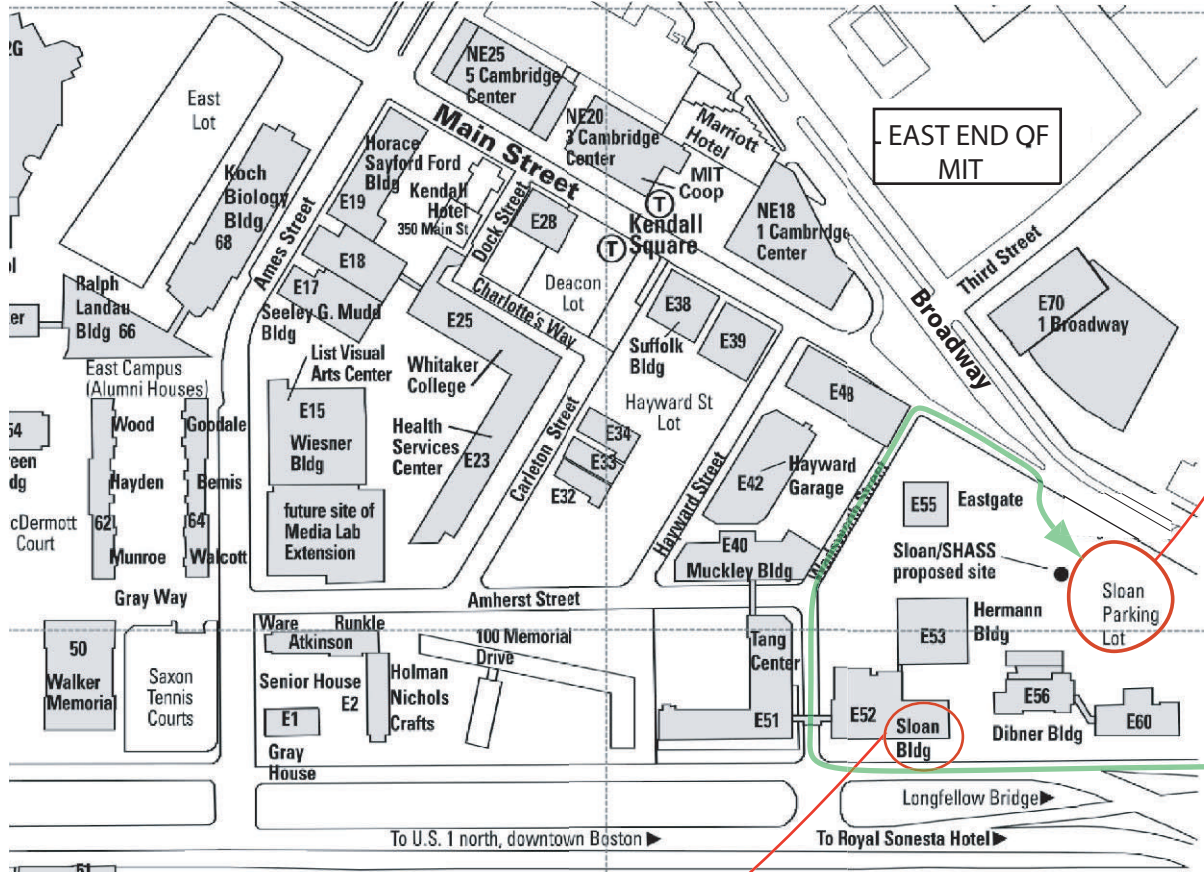 2G
NE25
5 Cambridge
Center
East
Lot
Main Street
NE20
3 Cambridge
Center
Marriott
Hotel
MIT
Coop
EAST END OF
MIT
Horace
Sayford Ford
Bldg
E19
Koch
Biology
Bldg
68
Kendall
Hotel
350 Main St
Dock Street
E28
T
Kendall
Square
T
NE18
1 Cambridge
Center
Third Street
Ames Street
E18
Deacon
Lot
Broadway
E70
1 Broadway
Ralph
Landau
Bldg 66
E17
Seeley G. Mudd
Bldg
Charlotte's Way
E25
E38
E39
Suffolk
Bldg
East Campus
(Alumni Houses)
List Visual
Arts Center
Whitaker
College
E48
Wood
Goodale
E15
Wiesner
Bldg
Health
Services
Center
E23
Hayward St
Lot
E34
E33
E32
Carleton Street
Hayward Street
E42
Hayward
Garage
Wadsworth Street
E55
Eastgate
Hayden
Bemis
62
64
Munroe
Walcott
future site of
Media Lab
Extension
E40
Muckley Bldg
Sloan/SHASS
proposed site
Sloan
Parking
Lot
Court
Gray Way
Amherst Street
E53
Hermann
Bldg
50
Walker
Memorial
Saxon
Tennis
Courts
Ware
Runkle
Atkinson
Senior House
E2
Holman
Nichols
Crafts
E1
Gray
House
100 Memorial
Drive
Tang
Center
E51
E52
Sloan
Bldg
E56
Dibner Bldg
E60
Longfellow Bridge▶
To U.S. 1 north, downtown Boston ▶
To Royal Sonesta Hotel ▶
51